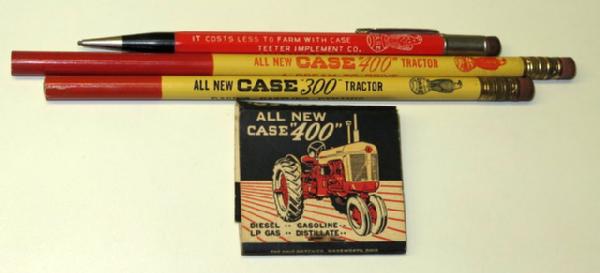 IT COSTS LESS TO FARM WITH CASE
TEETER IMPLEMENT CO.
ALL NEW CASE "400" TRACTOR
ALL NEW CASE "300" TRACTOR
ALL NEW
CASE "400"
DIESEL -- GASOLINE --
LP GAS -- DISTILLATE --